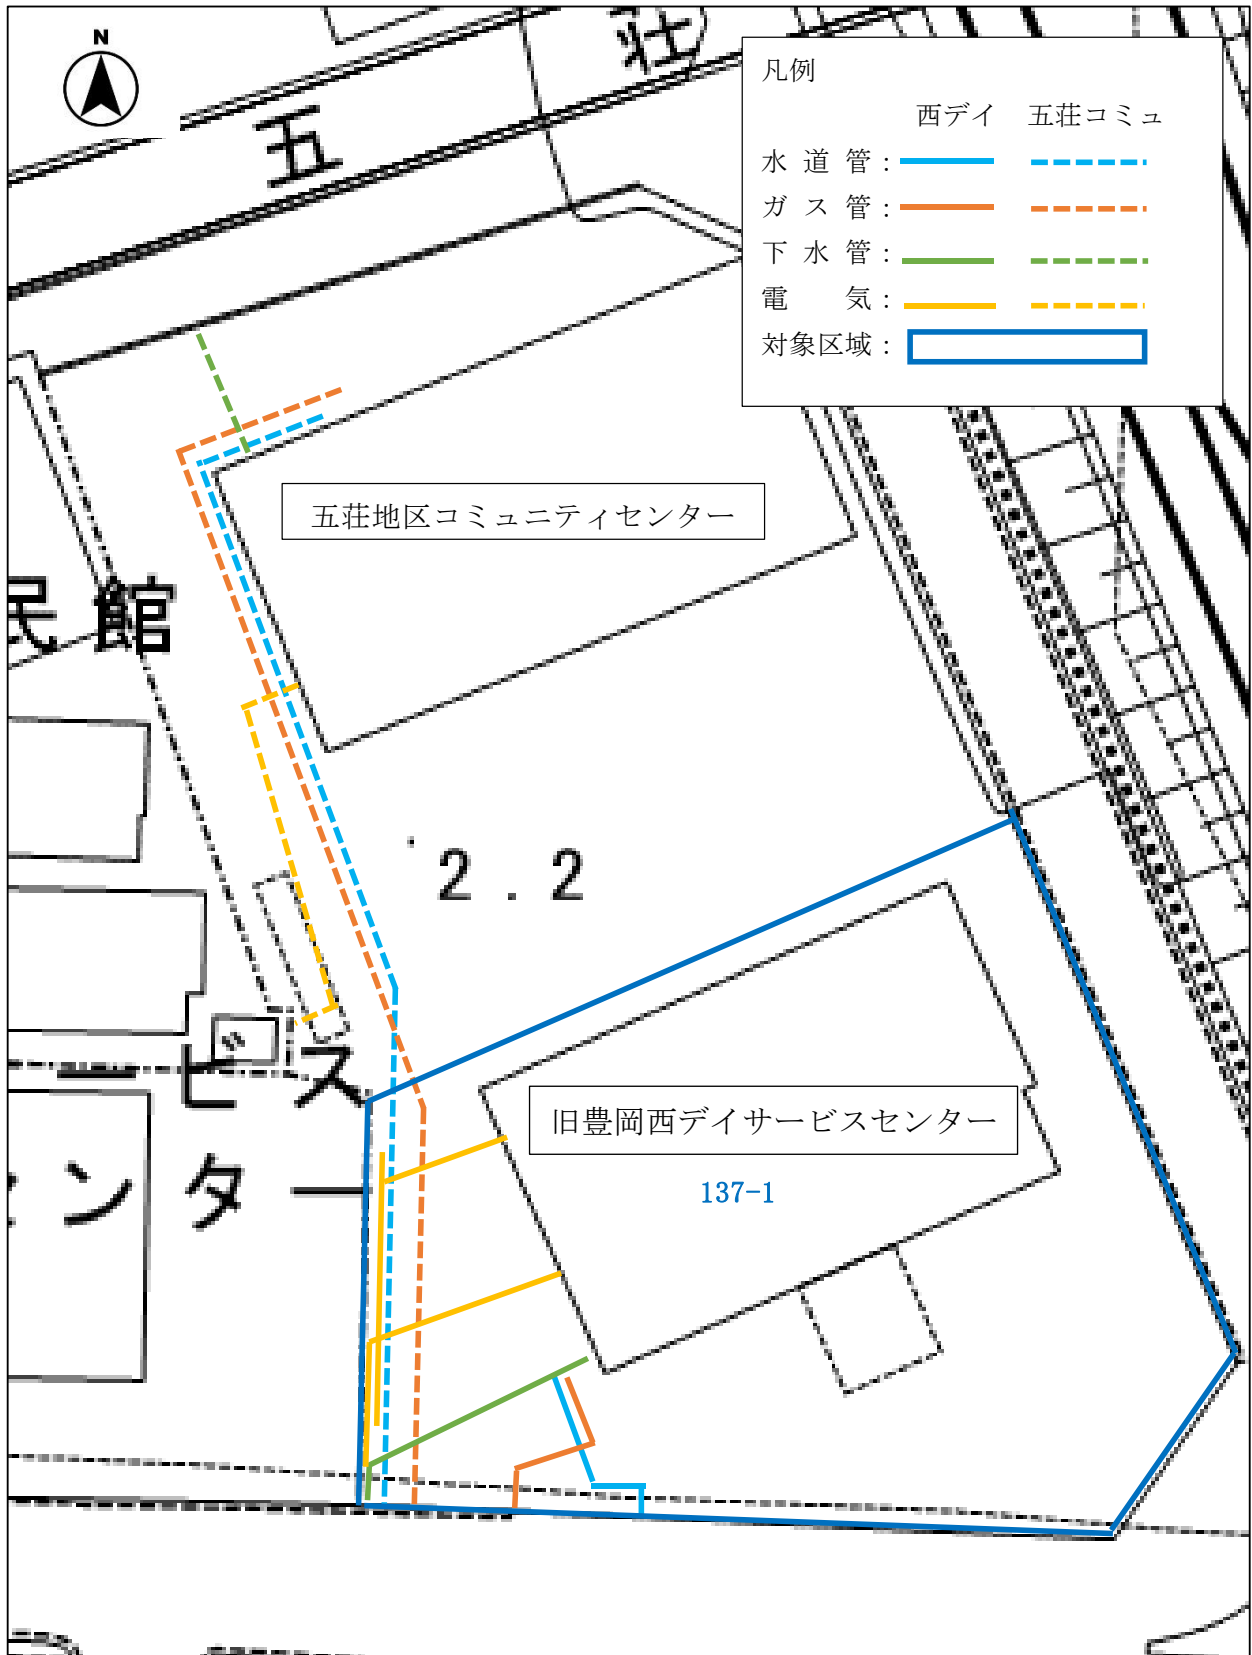 N
五
荘
凡例
西デイ 五荘コミュ
水道管：
ガス管：
下水管：
電気：
対象区域：
五荘地区コミュニティセンター
民館
2.2
ービス
旧豊岡西デイサービスセンター
センター
137-1